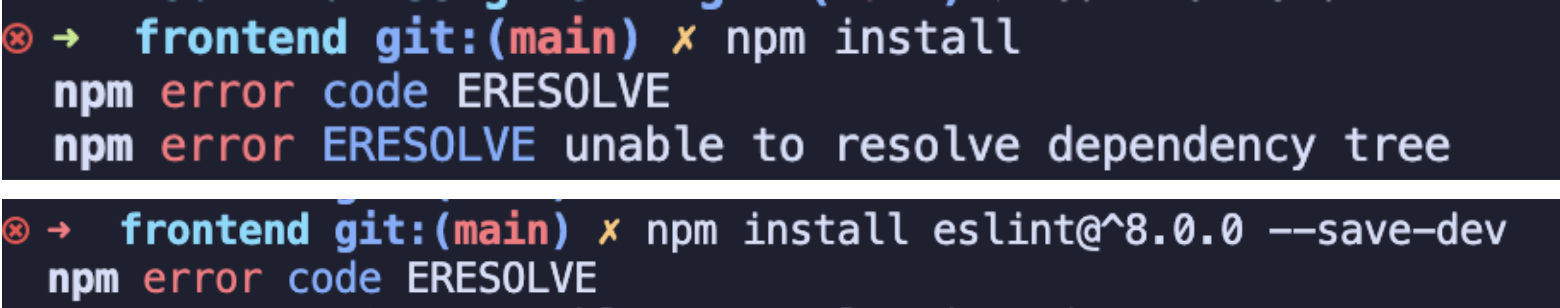 ⊗ ➜ frontend git:(main) ✗ npm install
npm error code ERESOLVE
npm error ERESOLVE unable to resolve dependency tree
⊗ ➜ frontend git:(main) ✗ npm install eslint@^8.0.0 --save-dev
npm error code ERESOLVE